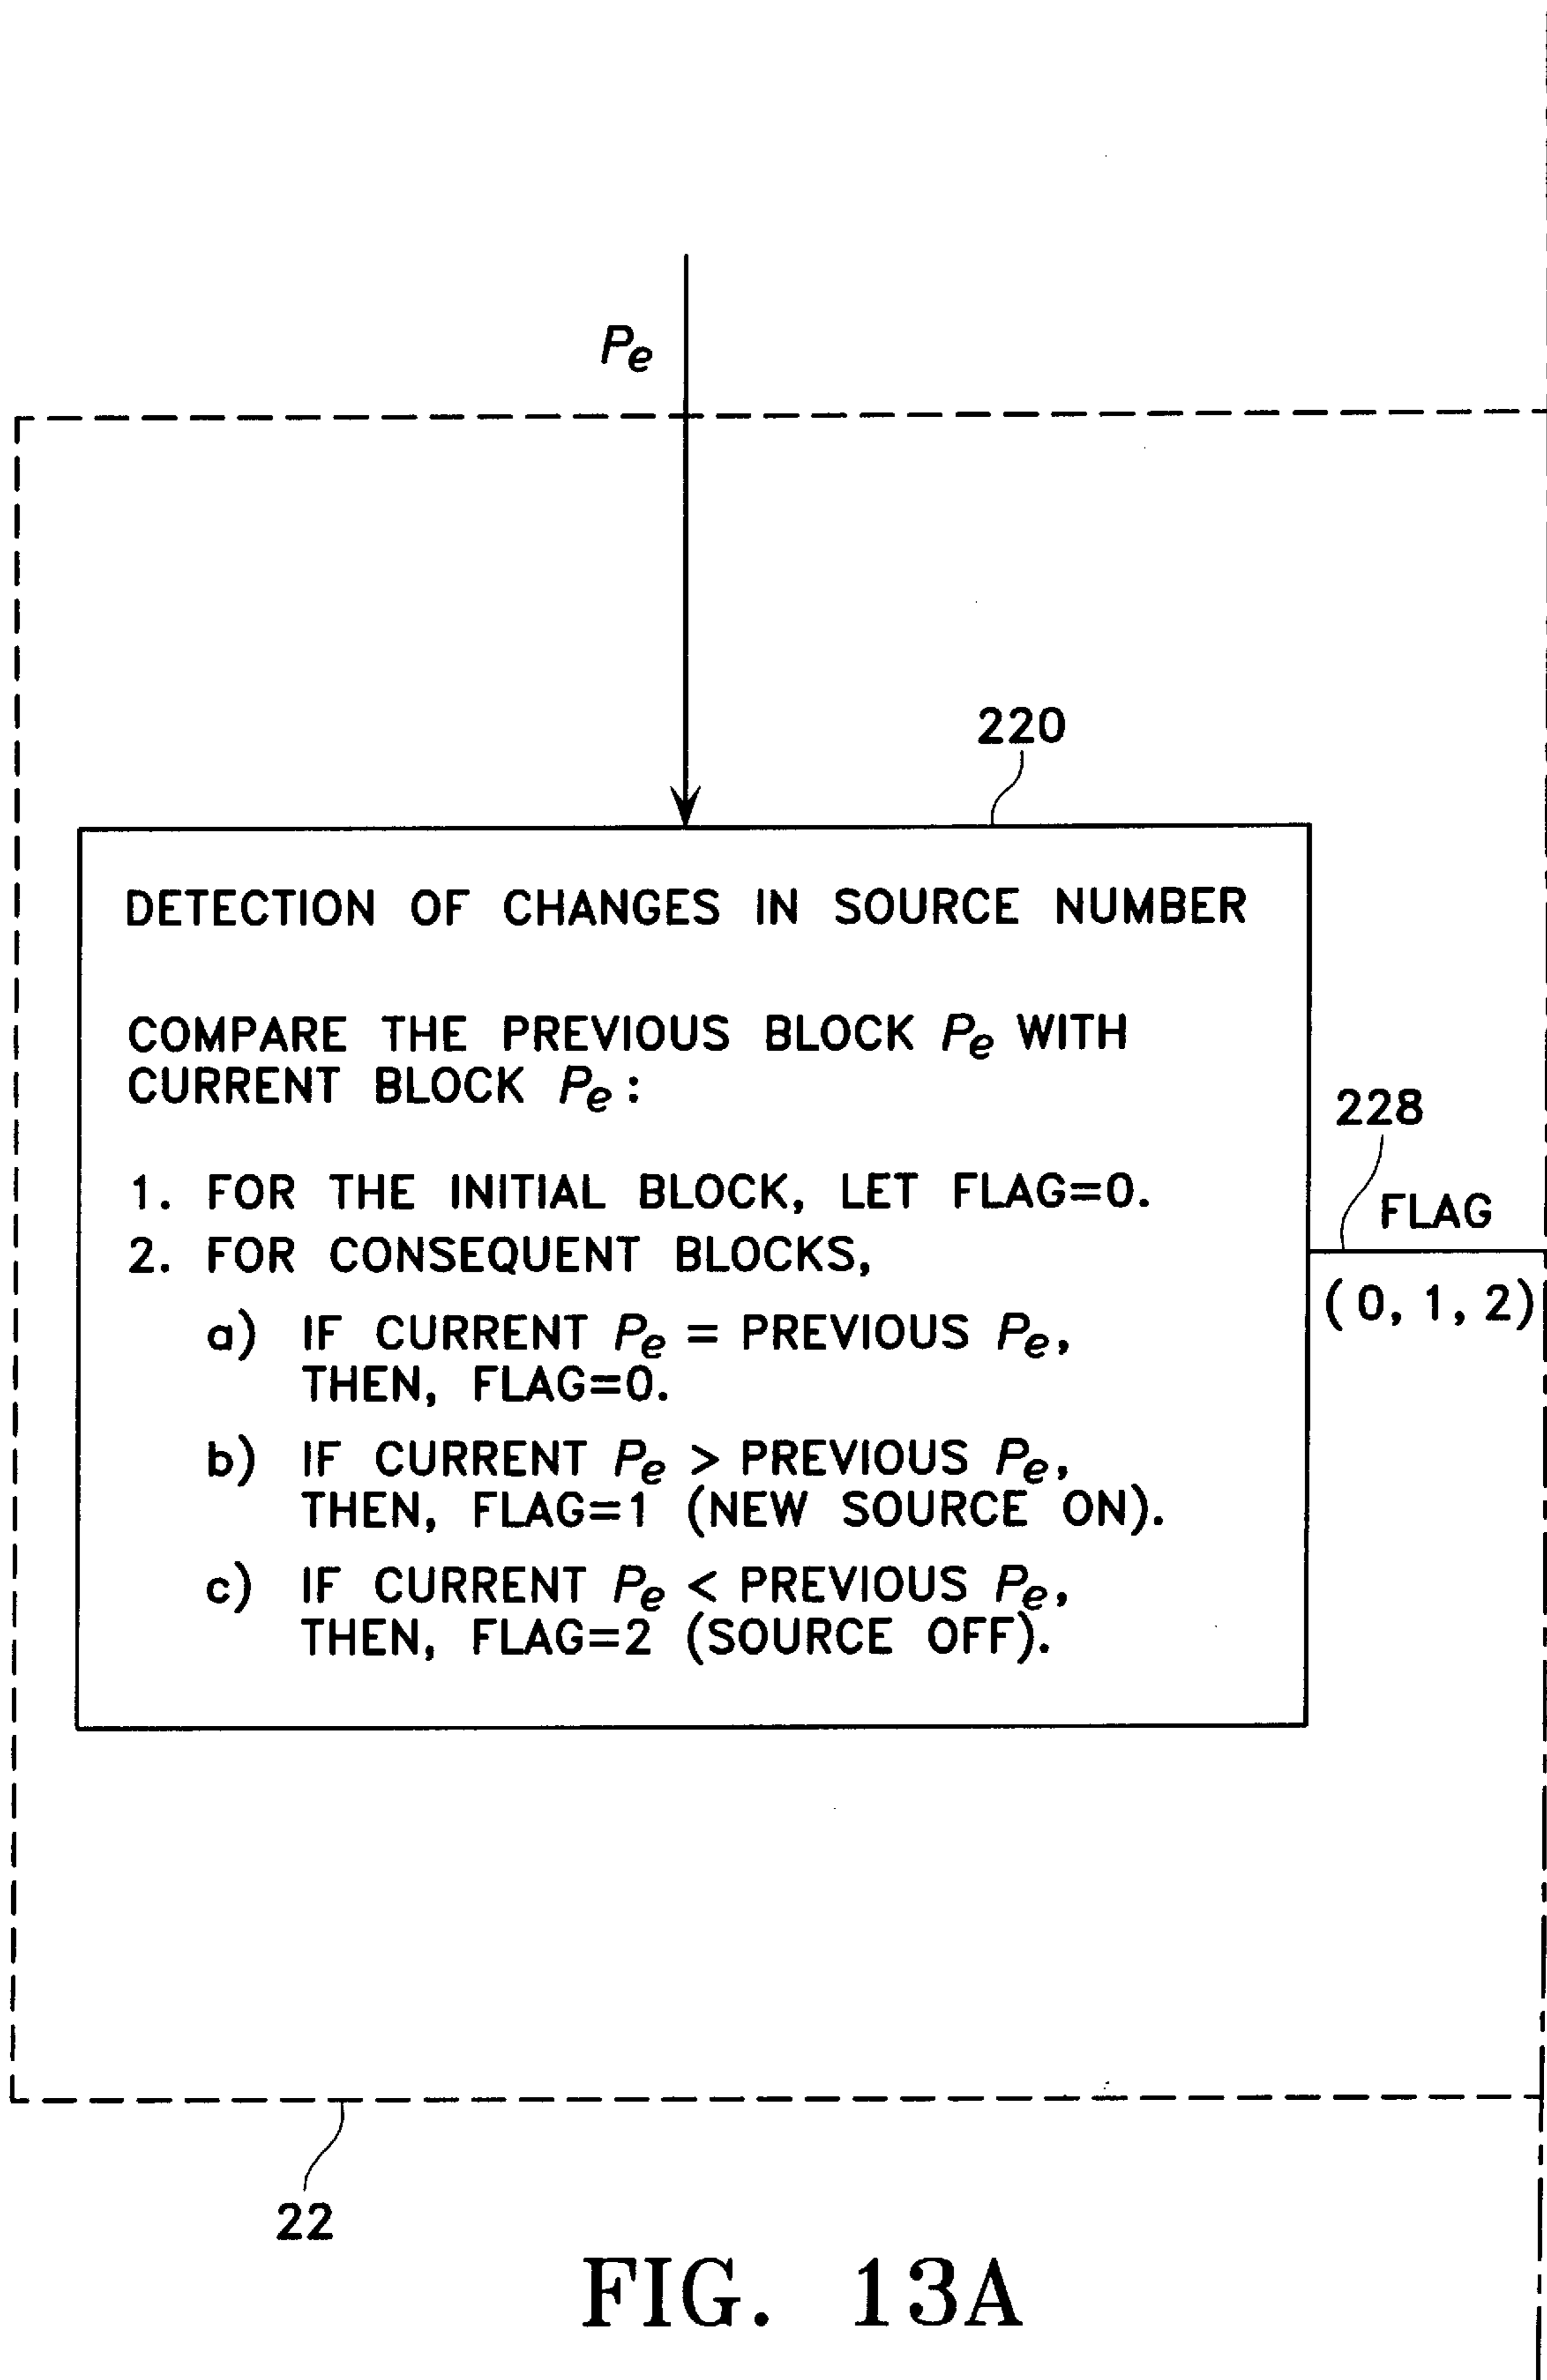 Pe
220
DETECTION OF CHANGES IN SOURCE NUMBER
COMPARE THE PREVIOUS BLOCK Pe WITH
CURRENT BLOCK Pe:
1. FOR THE INITIAL BLOCK, LET FLAG=0.
2. FOR CONSEQUENT BLOCKS,
a) IF CURRENT Pe = PREVIOUS Pe,
THEN, FLAG=0.
b) IF CURRENT Pe > PREVIOUS Pe,
THEN, FLAG=1 (NEW SOURCE ON).
c) IF CURRENT Pe < PREVIOUS Pe,
THEN, FLAG=2 (SOURCE OFF).
228
FLAG
(0, 1, 2)
22
FIG. 13A